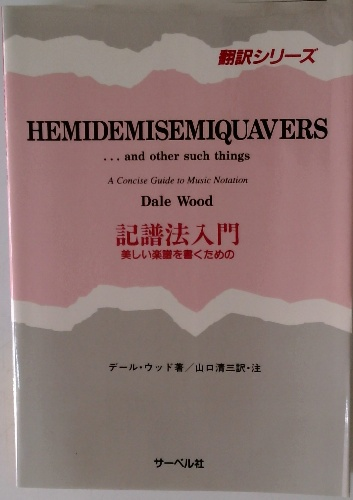 翻訳シリーズ
HEMIDEMISEMIQUAVERS
... and other such things
A Concise Guide to Music Notation
Dale Wood
記譜法入門
美しい楽譜を書くための
デール・ウッド著/山口清三訳・注
サーベル社